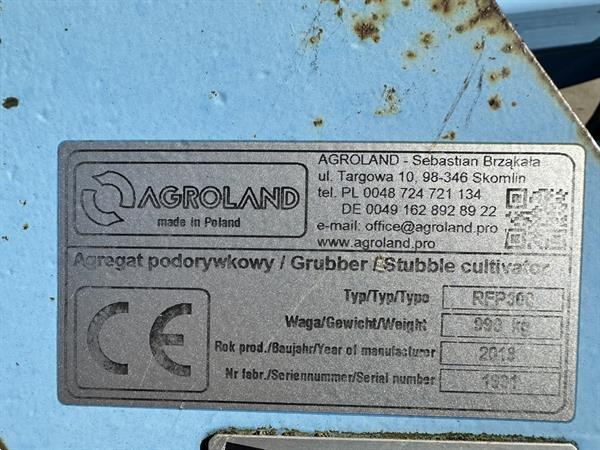 AGROLAND
made in Poland
AGROLAND - Sebastian Brząkała
ul. Targowa 10, 98-346 Skomlin
tel. PL 0048 724 721 134
DE 0049 162 892 89 22
e-mail: office@agroland.pro
www.agroland.pro
Agregat podorywkowy / Grubber / Stubble cultivator
CE
Typ/Typ/Type
Waga/Gewicht/Weight kg
Rok prod./Baujahr/Year of manufacturer
Nr fabr./Seriennummer/Serial number